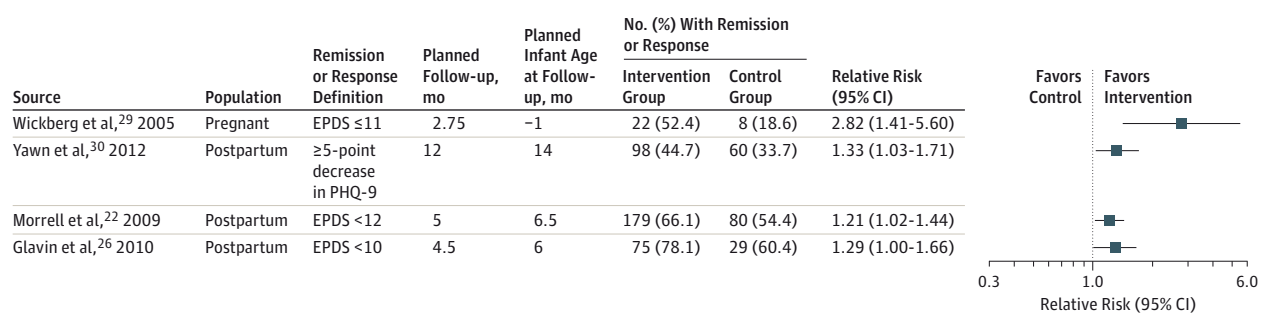 No. (%) With Remission
or Response
Planned
Remission Planned Infant Age
or Response Follow-up, at Follow- Intervention Control Relative Risk Favors Favors
Source Population Definition mo up, mo Group Group (95% CI) Control Intervention
Wickberg et al,29 2005 Pregnant EPDS ≤11 2.75 −1 22 (52.4) 8 (18.6) 2.82 (1.41-5.60)
Yawn et al,30 2012 Postpartum ≥5-point 12 14 98 (44.7) 60 (33.7) 1.33 (1.03-1.71)
decrease
in PHQ-9
Morrell et al,22 2009 Postpartum EPDS <12 5 6.5 179 (66.1) 80 (54.4) 1.21 (1.02-1.44)
Glavin et al,26 2010 Postpartum EPDS <10 4.5 6 75 (78.1) 29 (60.4) 1.29 (1.00-1.66)
0.3 1.0 6.0
Relative Risk (95% CI)